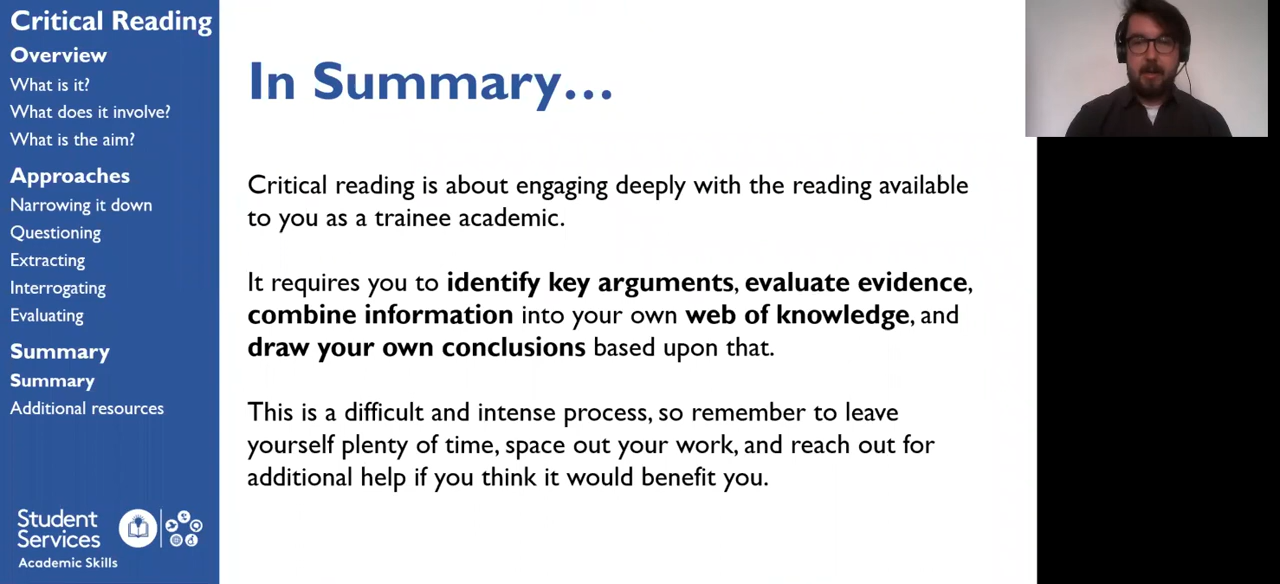 Critical Reading
Overview
What is it?
What does it involve?
What is the aim?
Approaches
Narrowing it down
Questioning
Extracting
Interrogating
Evaluating
Summary
Summary
Additional resources
Student
Services
Academic Skills
In Summary...
Critical reading is about engaging deeply with the reading available
to you as a trainee academic.
It requires you to identify key arguments, evaluate evidence,
combine information into your own web of knowledge, and
draw your own conclusions based upon that.
This is a difficult and intense process, so remember to leave
yourself plenty of time, space out your work, and reach out for
additional help if you think it would benefit you.